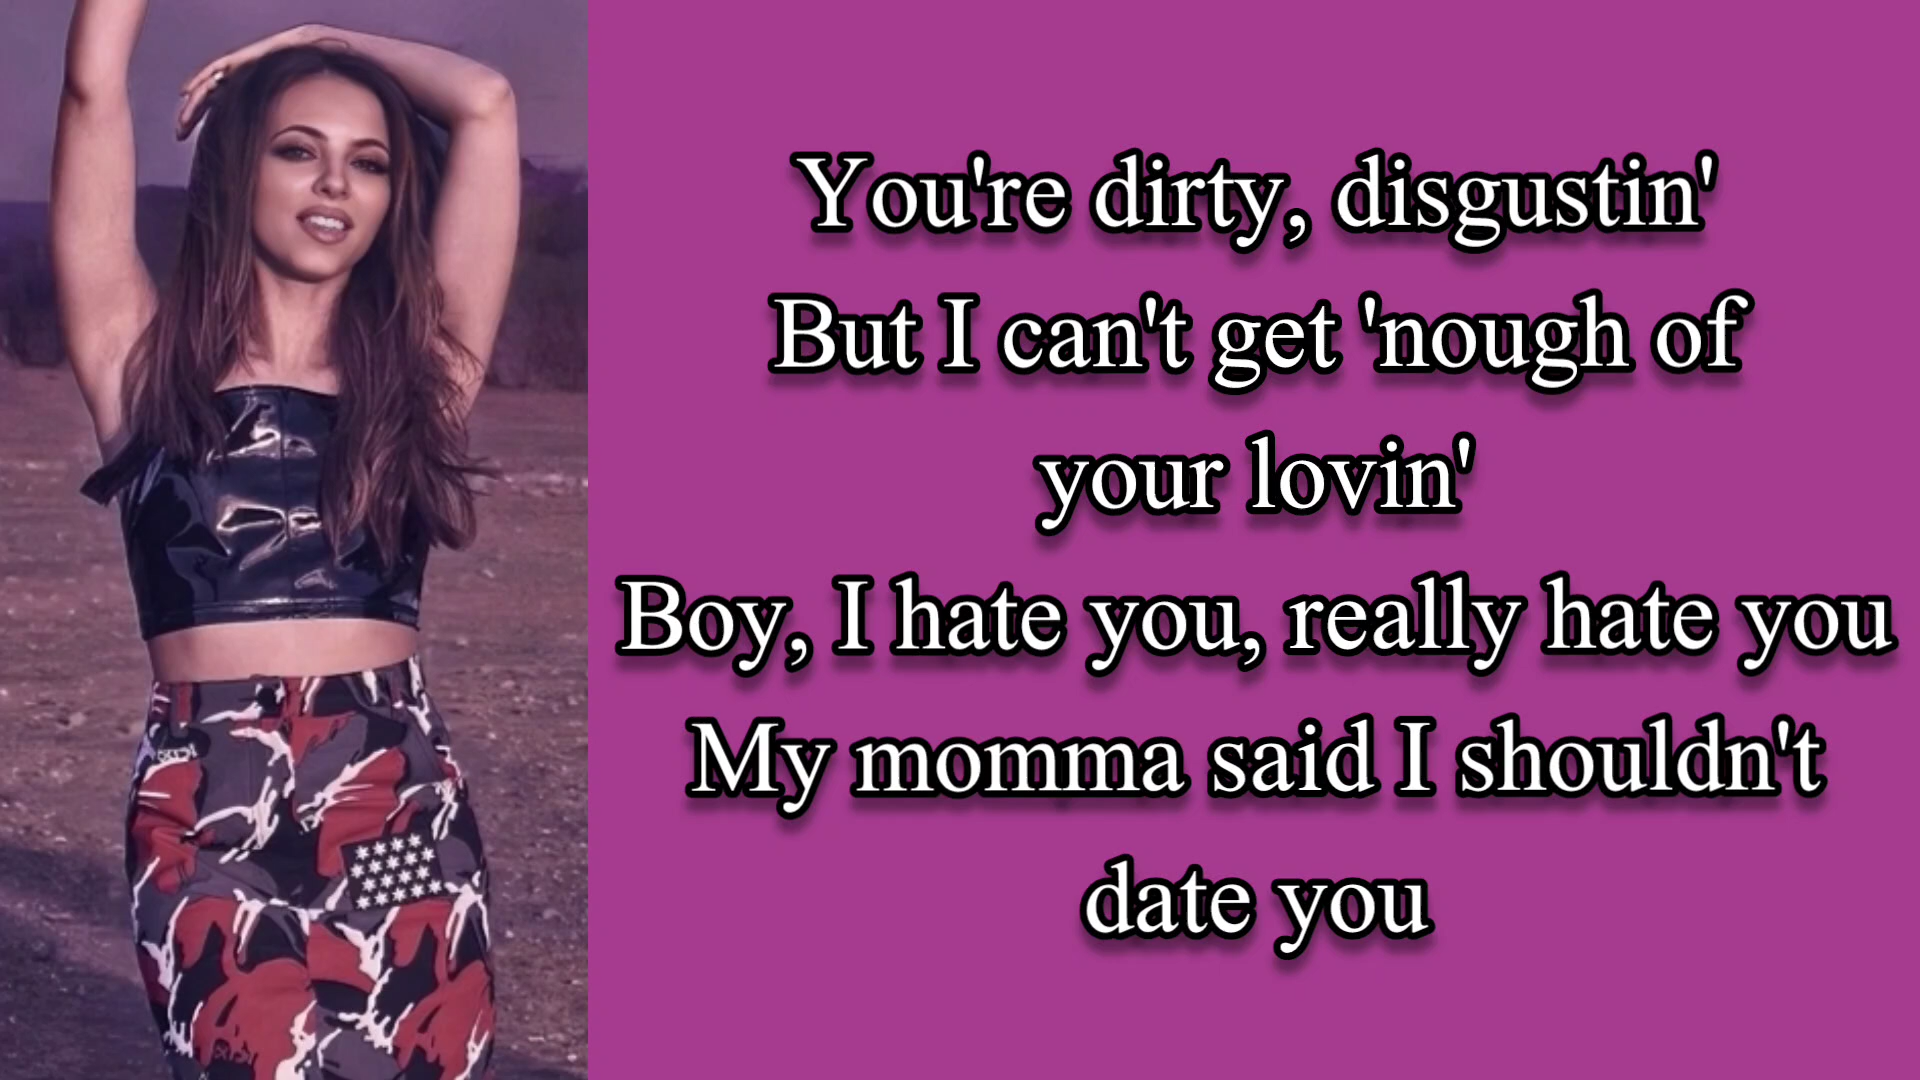 You're dirty, disgustin'
But I can't get 'nough of
your lovin'
Boy, I hate you, really hate you
My momma said I shouldn't
date you